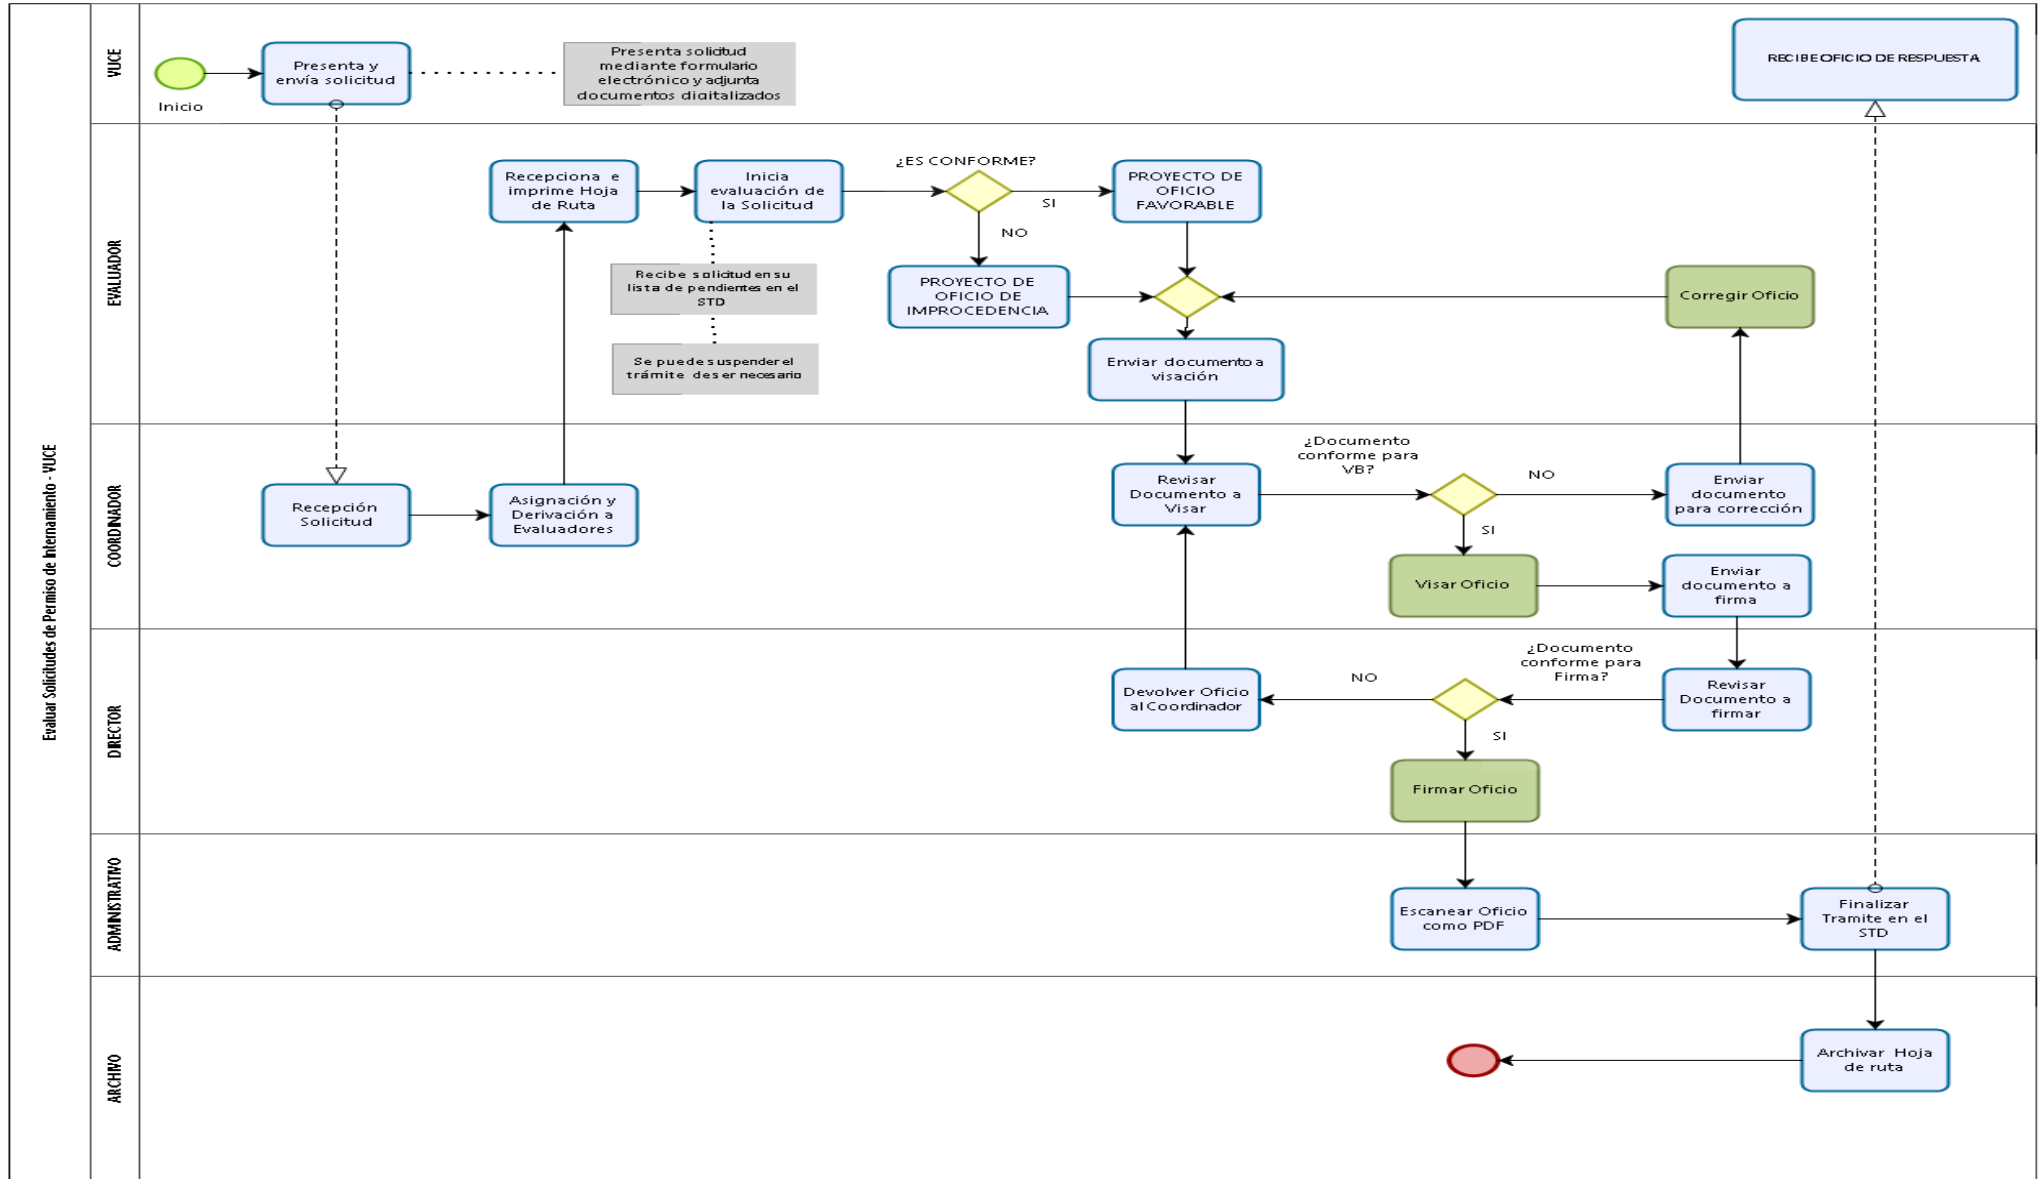 Evaluar Solicitudes de Permiso de Internamiento - VUCE
VUCE
Inicio
Presenta y
envía solicitud
Presenta solicitud
mediante formulario
electrónico y adjunta
documentos digitalizados
RECIBE OFICIO DE RESPUESTA
EVALUADOR
Recepciona e
imprime Hoja
de Ruta
Inicia
evaluación de
la Solicitud
¿ES CONFORME?
SI
NO
PROYECTO DE
OFICIO
FAVORABLE
Recibe solicitud en su
lista de pendientes en el
STD
Se puede suspender el
trámite de ser necesario
PROYECTO DE
OFICIO DE
IMPROCEDENCIA
Corregir Oficio
Enviar documento a
visación
COORDINADOR
Recepción
Solicitud
Asignación y
Derivación a
Evaluadores
Revisar
Documento a
Visar
¿Documento
conforme para
VB?
NO
SI
Enviar
documento
para corrección
Visar Oficio
Enviar
documento a
firma
DIRECTOR
Devolver Oficio
al Coordinador
NO
¿Documento
conforme para
Firma?
SI
Revisar
Documento a
firmar
Firmar Oficio
ADMINISTRATIVO
Escanear Oficio
como PDF
Finalizar
Tramite en el
STD
ARCHIVO
Archivar Hoja
de ruta